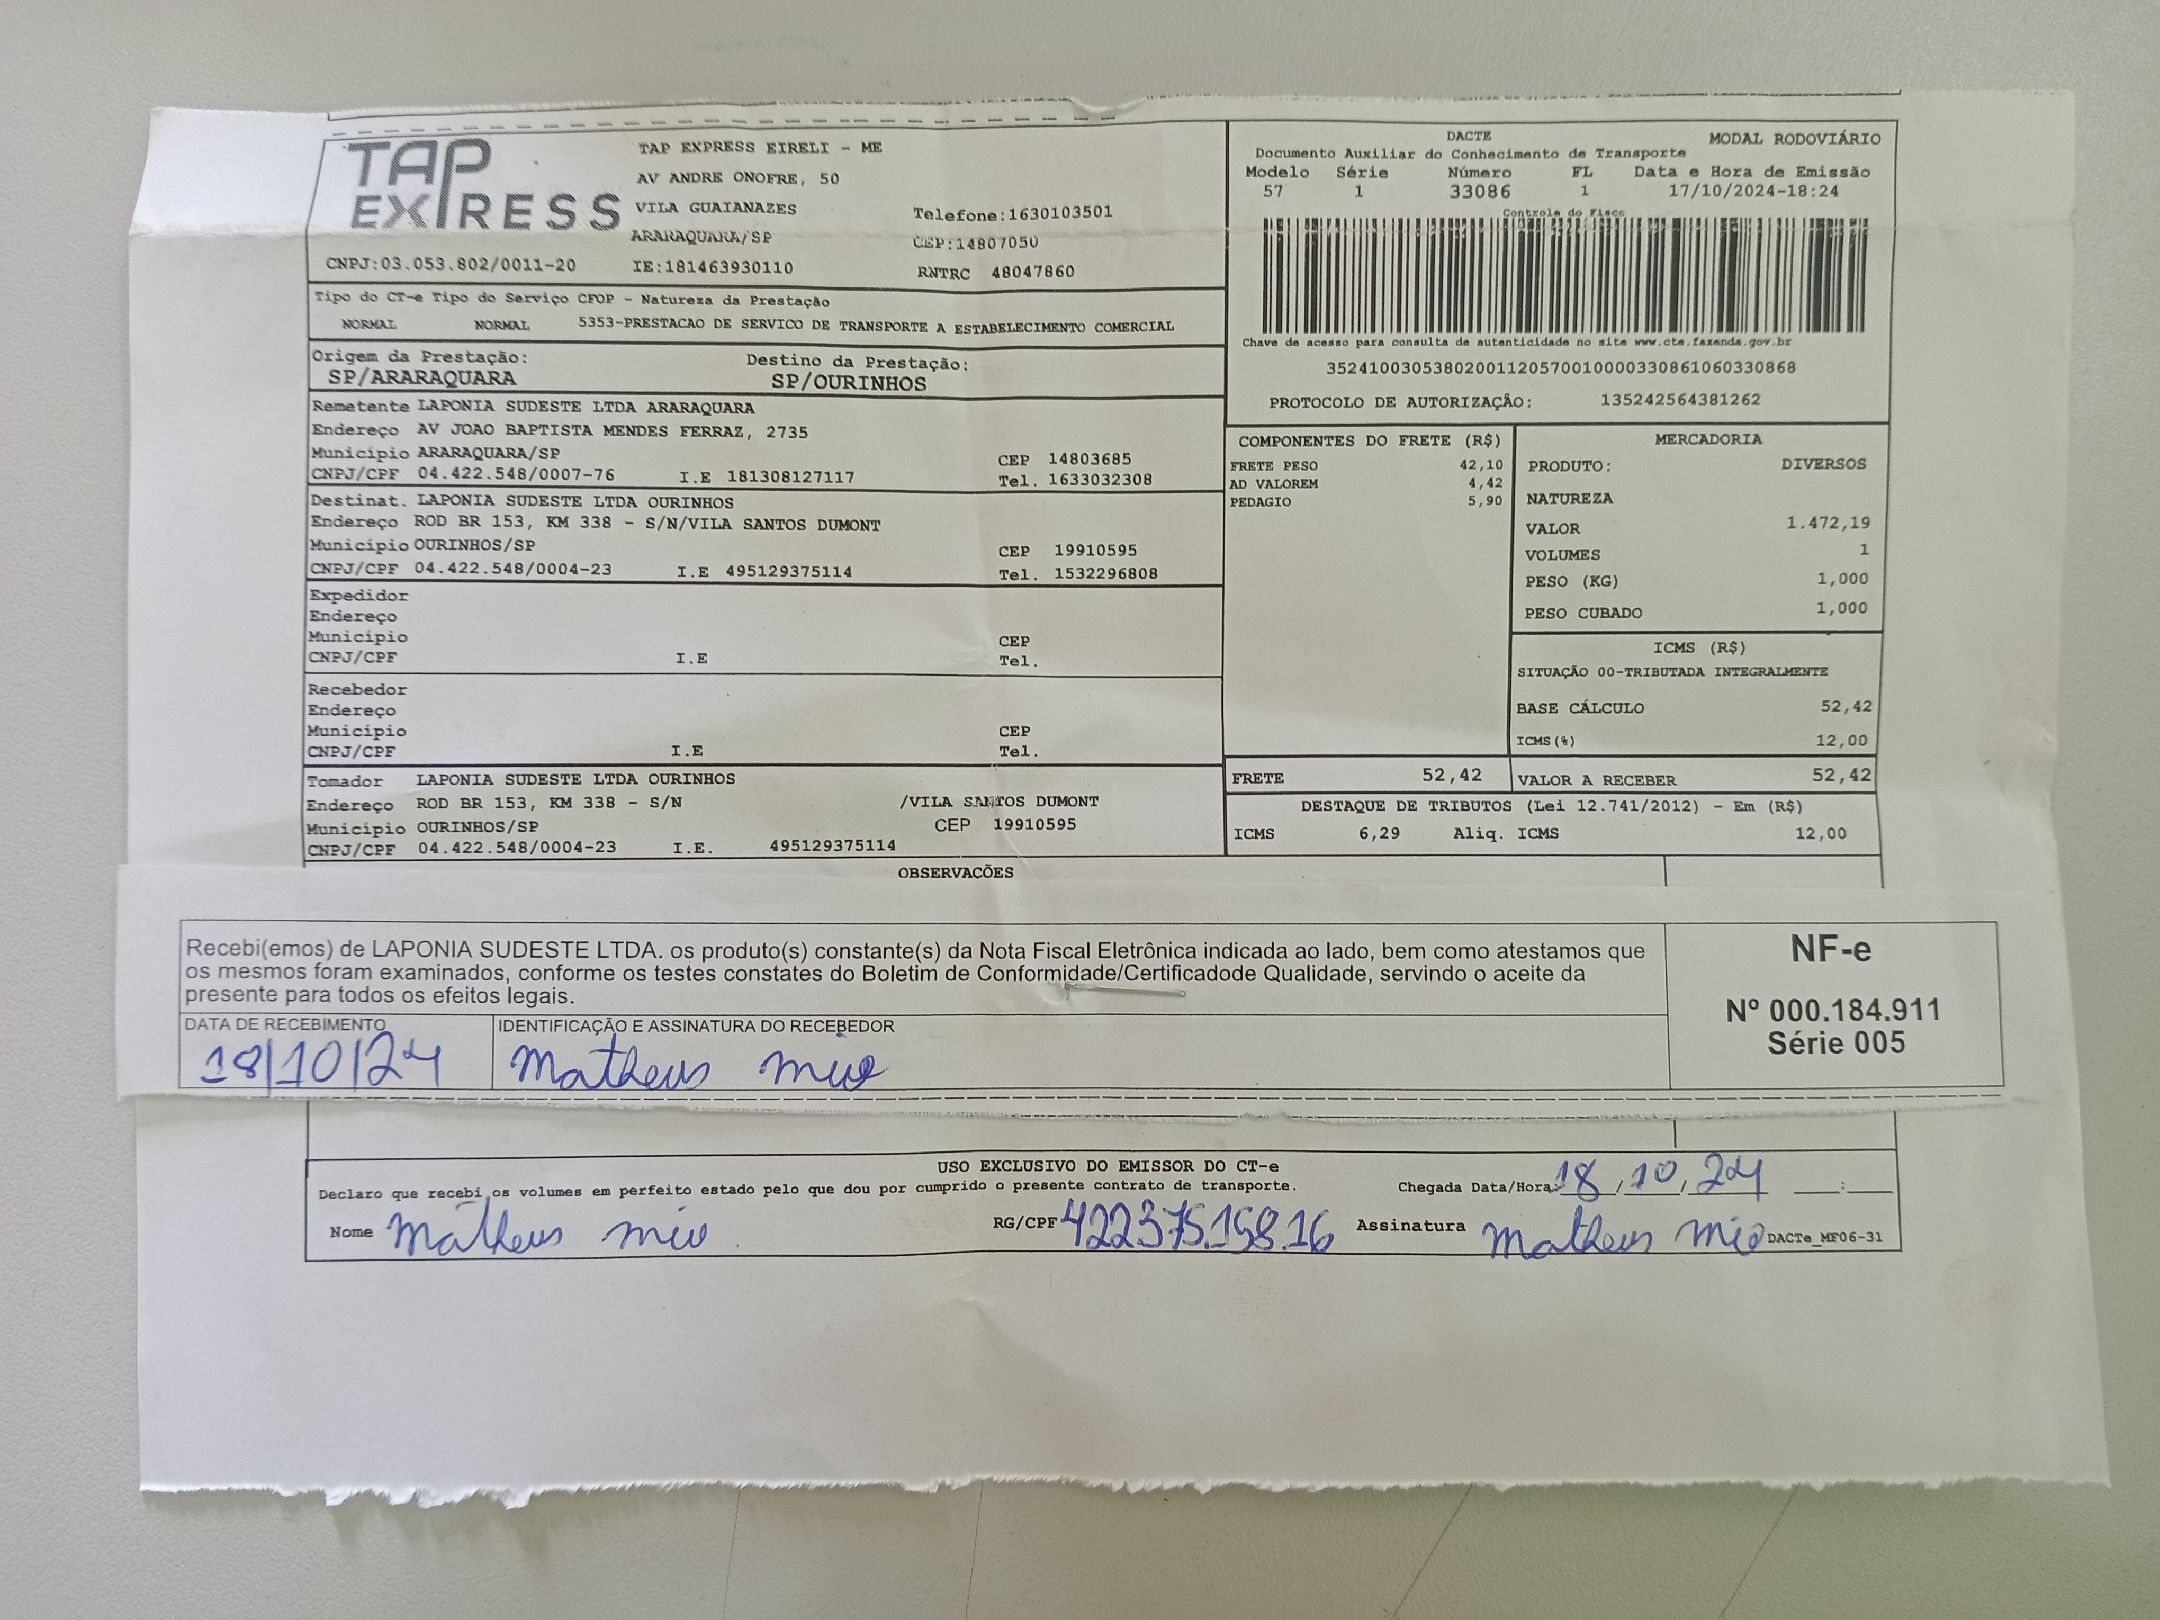 TAP EXPRESS
TAP EXPRESS EIRELI - ME
AV ANDRE ONOFRE, 50
VILA GUAIANAZES Telefone:1630103501
ARARAQUARA/SP CEP:14807050
CNPJ:03.053.802/0011-20 IE:181463930110 RNTRC 48047860
DACTE MODAL RODOVIÁRIO
Documento Auxiliar do Conhecimento de Transporte
Modelo Série Número FL Data e Hora de Emissão
57 1 33086 1 17/10/2024-18:24
Controle do Fisco
Chave de acesso para consulta de autenticidade no site www.cte.fazenda.gov.br
35241003053802001120570010000330861060330868
PROTOCOLO DE AUTORIZAÇÂO: 135242564381262
Tipo do CT-e Tipo do Serviço CFOP - Natureza da Prestação
NORMAL NORMAL 5353-PRESTACAO DE SERVICO DE TRANSPORTE A ESTABELECIMENTO COMERCIAL
Origem da Prestação: Destino da Prestação:
SP/ARARAQUARA SP/OURINHOS
Remetente LAPONIA SUDESTE LTDA ARARAQUARA
Endereço AV JOAO BAPTISTA MENDES FERRAZ, 2735
Município ARARAQUARA/SP CEP 14803685
CNPJ/CPF 04.422.548/0007-76 I.E 181308127117 Tel. 1633032308
Destinat. LAPONIA SUDESTE LTDA OURINHOS
Endereço ROD BR 153, KM 338 - S/N/VILA SANTOS DUMONT
Município OURINHOS/SP CEP 19910595
CNPJ/CPF 04.422.548/0004-23 I.E 495129375114 Tel. 1532296808
Expedidor
Endereço
Município CEP
CNPJ/CPF I.E Tel.
Recebedor
Endereço
Município CEP
CNPJ/CPF I.E Tel.
Tomador LAPONIA SUDESTE LTDA OURINHOS
Endereço ROD BR 153, KM 338 - S/N /VILA SANTOS DUMONT
Município OURINHOS/SP CEP 19910595
CNPJ/CPF 04.422.548/0004-23 I.E. 495129375114
COMPONENTES DO FRETE (R$)
FRETE PESO 42,10
AD VALOREM 4,42
PEDAGIO 5,90
MERCADORIA
PRODUTO: DIVERSOS
NATUREZA
VALOR 1.472,19
VOLUMES 1
PESO (KG) 1,000
PESO CUBADO 1,000
ICMS (R$)
SITUAÇÃO 00-TRIBUTADA INTEGRALMENTE
BASE CÁLCULO 52,42
ICMS(%) 12,00
FRETE 52,42 VALOR A RECEBER 52,42
DESTAQUE DE TRIBUTOS (Lei 12.741/2012) - Em (R$)
ICMS 6,29 Aliq. ICMS 12,00
OBSERVACÕES
Recebi(emos) de LAPONIA SUDESTE LTDA. os produto(s) constante(s) da Nota Fiscal Eletrônica indicada ao lado, bem como atestamos que
os mesmos foram examinados, conforme os testes constates do Boletim de Conformidade/Certificadode Qualidade, servindo o aceite da
presente para todos os efeitos legais.
DATA DE RECEBIMENTO IDENTIFICAÇÃO E ASSINATURA DO RECEBEDOR
18/10/24 Matheus Mio
NF-e
Nº 000.184.911
Série 005
USO EXCLUSIVO DO EMISSOR DO CT-e
Declaro que recebi os volumes em perfeito estado pelo que dou por cumprido o presente contrato de transporte. Chegada Data/Hora 18/10/24 __:__
Nome Matheus Mio RG/CPF 422375158.16 Assinatura Matheus Mio DACTe_MF06-31